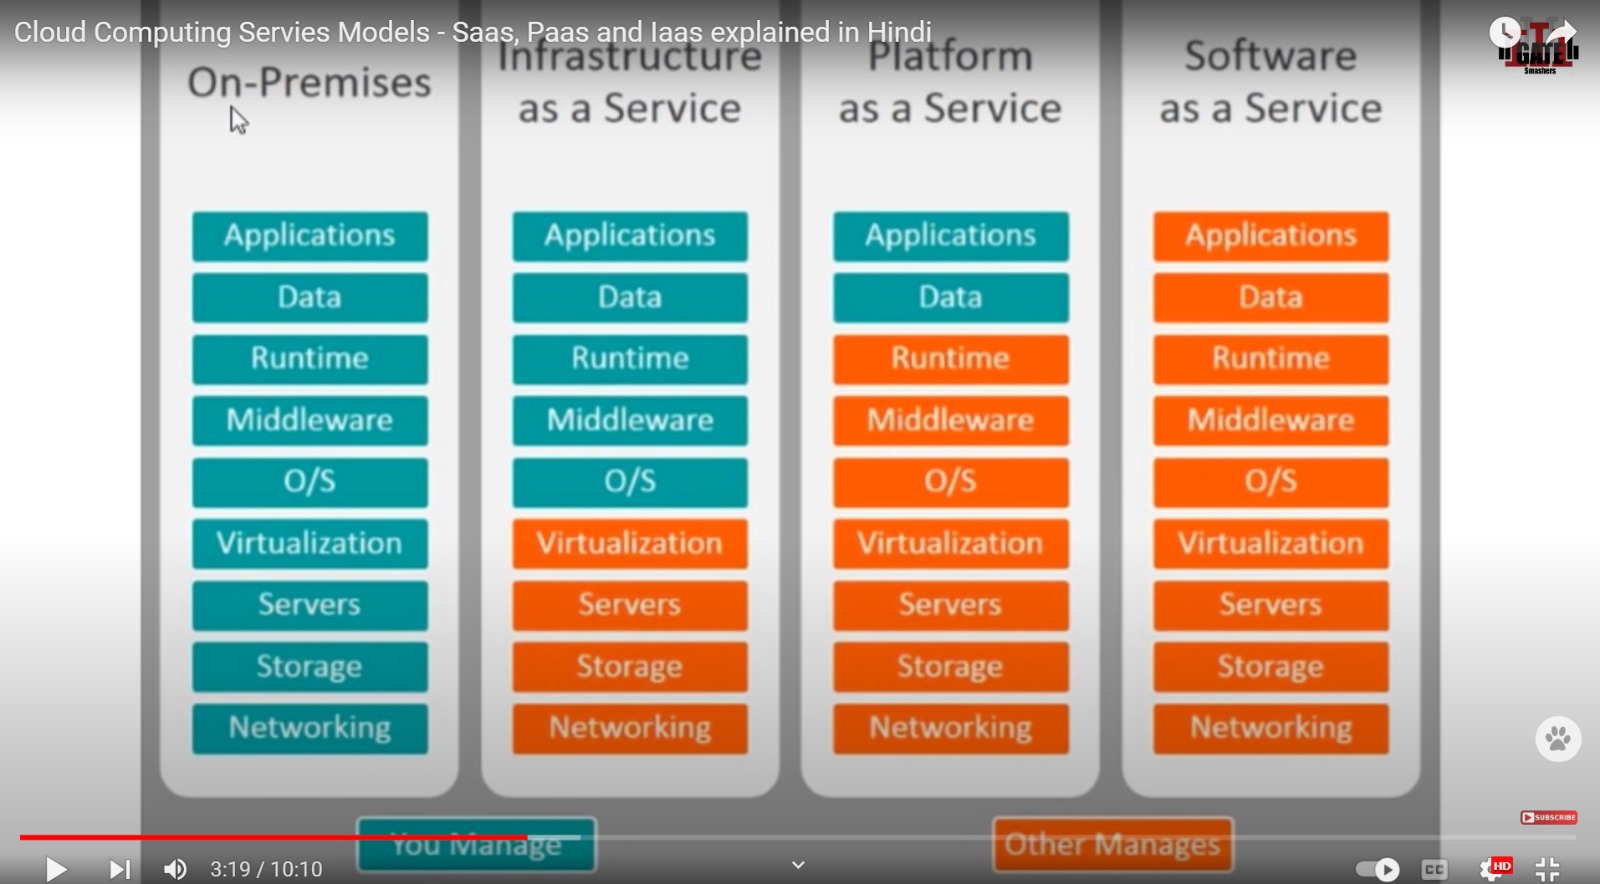 Cloud Computing Servies Models - Saas, Paas and Iaas explained in Hindi
GATE
Smashers
On-Premises
Applications
Data
Runtime
Middleware
O/S
Virtualization
Servers
Storage
Networking
Infrastructure
as a Service
Applications
Data
Runtime
Middleware
O/S
Virtualization
Servers
Storage
Networking
Platform
as a Service
Applications
Data
Runtime
Middleware
O/S
Virtualization
Servers
Storage
Networking
Software
as a Service
Applications
Data
Runtime
Middleware
O/S
Virtualization
Servers
Storage
Networking
You Manage
Other Manages
SUBSCRIBE
3:19 / 10:10
CC
HD